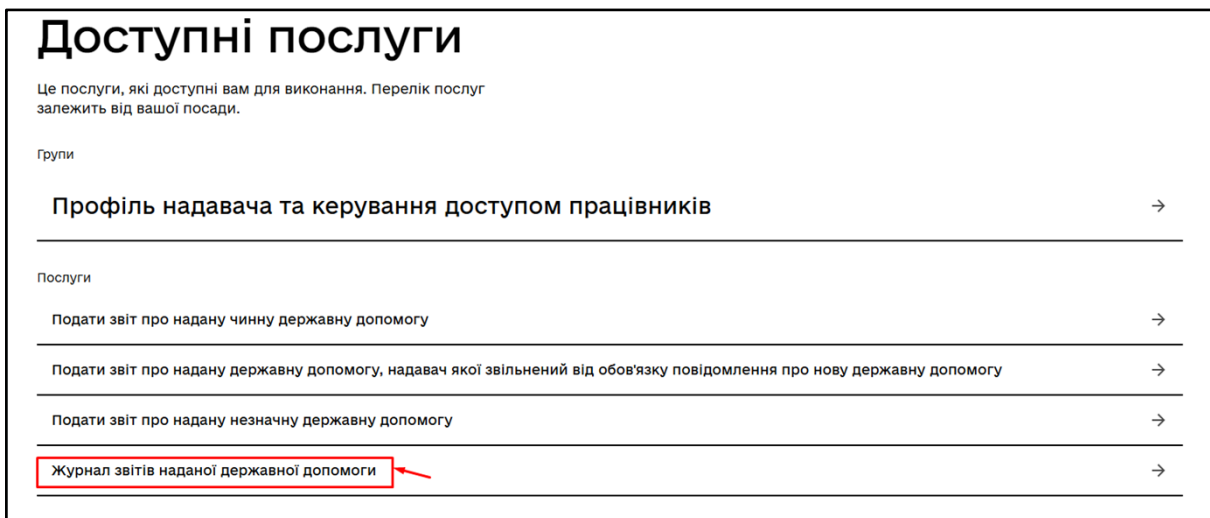 Доступні послуги
Це послуги, які доступні вам для виконання. Перелік послуг
залежить від вашої посади.
Групи
Профіль надавача та керування доступом працівників
Послуги
Подати звіт про надану чинну державну допомогу
Подати звіт про надану державну допомогу, надавач якої звільнений від обов'язку повідомлення про нову державну допомогу
Подати звіт про надану незначну державну допомогу
Журнал звітів наданої державної допомоги